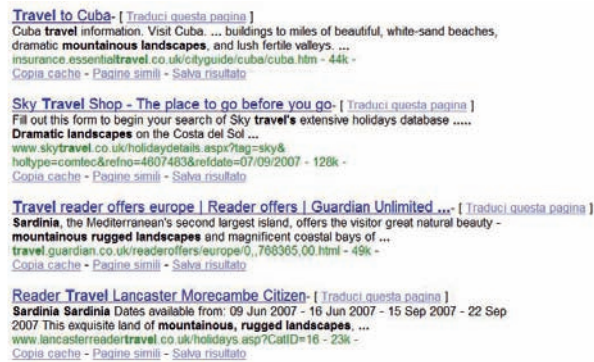 Travel to Cuba- [ Traduci questa pagina ]
Cuba travel information. Visit Cuba. ... buildings to miles of beautiful, white-sand beaches,
dramatic mountainous landscapes, and lush fertile valleys. ...
insurance.essentialtravel.co.uk/cityguide/cuba/cuba.htm - 44k -
Copia cache - Pagine simili - Salva risultato
Sky Travel Shop - The place to go before you go- [ Traduci questa pagina ]
Fill out this form to begin your search of Sky travel's extensive holidays database .....
Dramatic landscapes on the Costa del Sol ...
www.skytravel.co.uk/holidaydetails.aspx?tag=sky&
holtype=comtec&refno=4607483&refdate=07/09/2007 - 128k -
Copia cache - Pagine simili - Salva risultato
Travel reader offers europe | Reader offers | Guardian Unlimited ...- [ Traduci questa pagina ]
Sardinia, the Mediterranean's second largest island, offers the visitor great natural beauty -
mountainous rugged landscapes and magnificent coastal bays of ...
travel.guardian.co.uk/readeroffers/europe/0,,768365,00.html - 49k -
Copia cache - Pagine simili - Salva risultato
Reader Travel Lancaster Morecambe Citizen- [ Traduci questa pagina ]
Sardinia Sardinia Dates available from: 09 Jun 2007 - 16 Jun 2007 - 15 Sep 2007 - 22 Sep
2007 This exquisite land of mountainous, rugged landscapes, ...
www.lancasterreadertravel.co.uk/holidays.asp?CatID=16 - 23k -
Copia cache - Pagine simili - Salva risultato